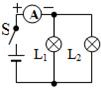 + A −
S
L₁ L₂